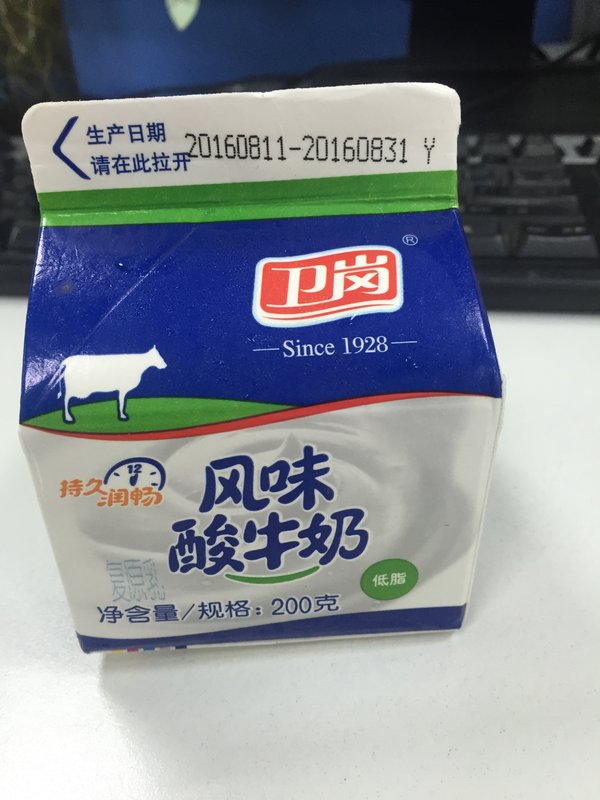 生产日期
请在此拉开
20160811-20160831 Y
卫岗®
Since 1928
12
持久
润畅
风味
酸牛奶
复原乳
低脂
净含量/规格：200克